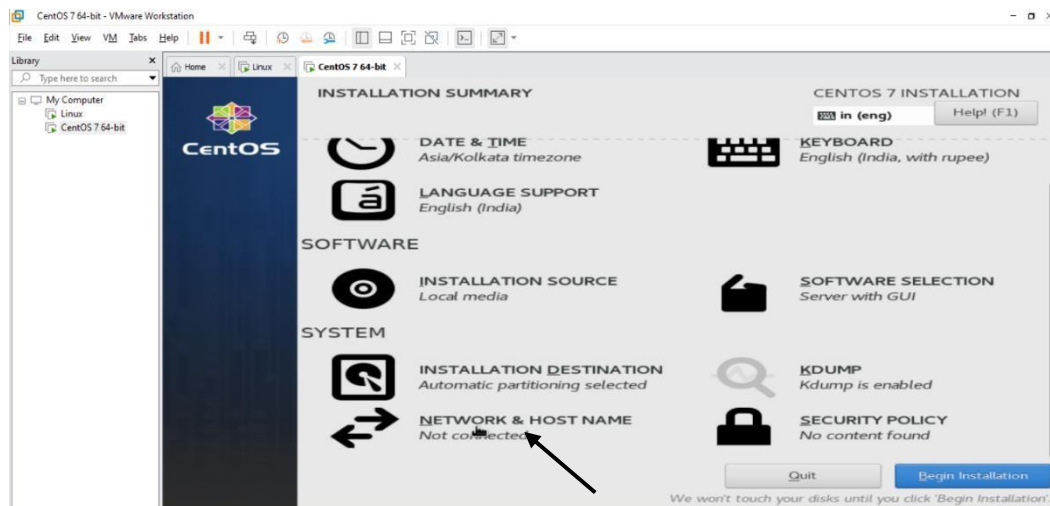 CentOS 7 64-bit - VMware Workstation
File Edit View VM Tabs Help
Library
Type here to search
My Computer
Linux
CentOS 7 64-bit
Home
Linux
CentOS 7 64-bit
CentOS
INSTALLATION SUMMARY
CENTOS 7 INSTALLATION
in (eng)
Help! (F1)
DATE & TIME
Asia/Kolkata timezone
KEYBOARD
English (India, with rupee)
á
LANGUAGE SUPPORT
English (India)
SOFTWARE
INSTALLATION SOURCE
Local media
SOFTWARE SELECTION
Server with GUI
SYSTEM
INSTALLATION DESTINATION
Automatic partitioning selected
KDUMP
Kdump is enabled
NETWORK & HOST NAME
Not connected
SECURITY POLICY
No content found
Quit
Begin Installation
We won't touch your disks until you click 'Begin Installation'.